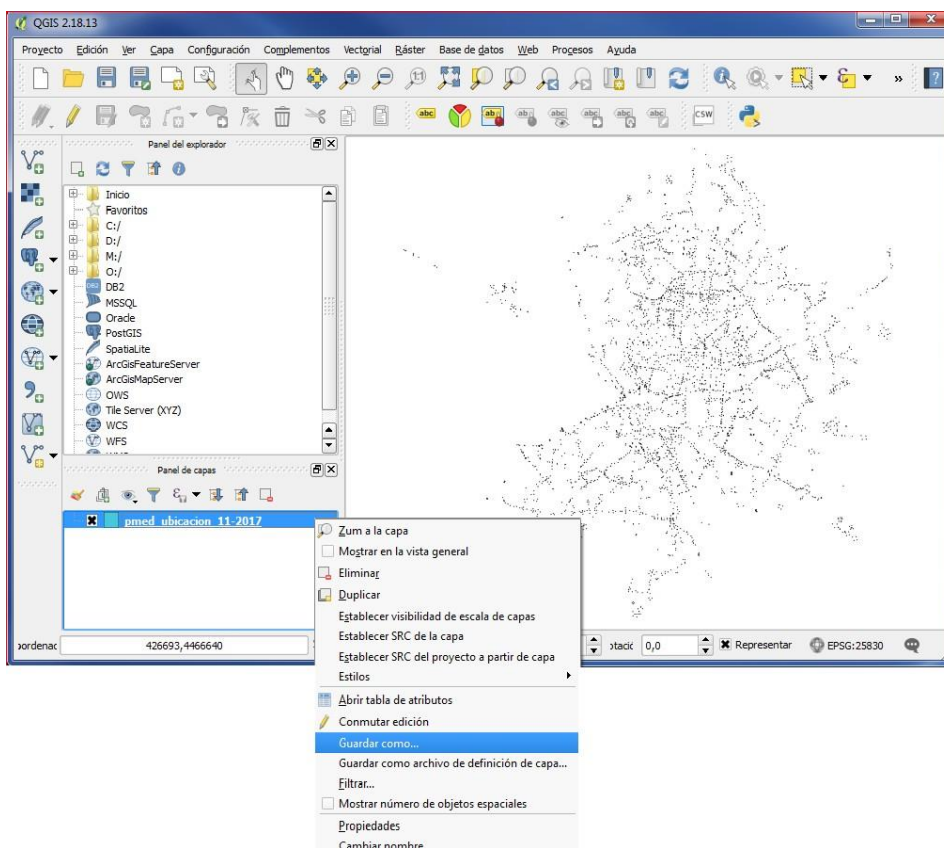 QGIS 2.18.13
Proyecto Edición Ver Capa Configuración Complementos Vectorial Ráster Base de datos Web Procesos Ayuda
abc
CSW
Panel del explorador
Inicio
Favoritos
C:/
D:/
M:/
O:/
DB2
MSSQL
Oracle
PostGIS
SpatiaLite
ArcGisFeatureServer
ArcGisMapServer
OWS
Tile Server (XYZ)
WCS
WFS
Panel de capas
pmed_ubicacion_11-2017
Zum a la capa
Mostrar en la vista general
Eliminar
Duplicar
Establecer visibilidad de escala de capas
Establecer SRC de la capa
Establecer SRC del proyecto a partir de capa
Estilos
Abrir tabla de atributos
Conmutar edición
Guardar como...
Guardar como archivo de definición de capa...
Filtrar...
Mostrar número de objetos espaciales
Propiedades
Cambiar nombre
oordenac 426693,4466640 otacić 0,0 Representar EPSG:25830